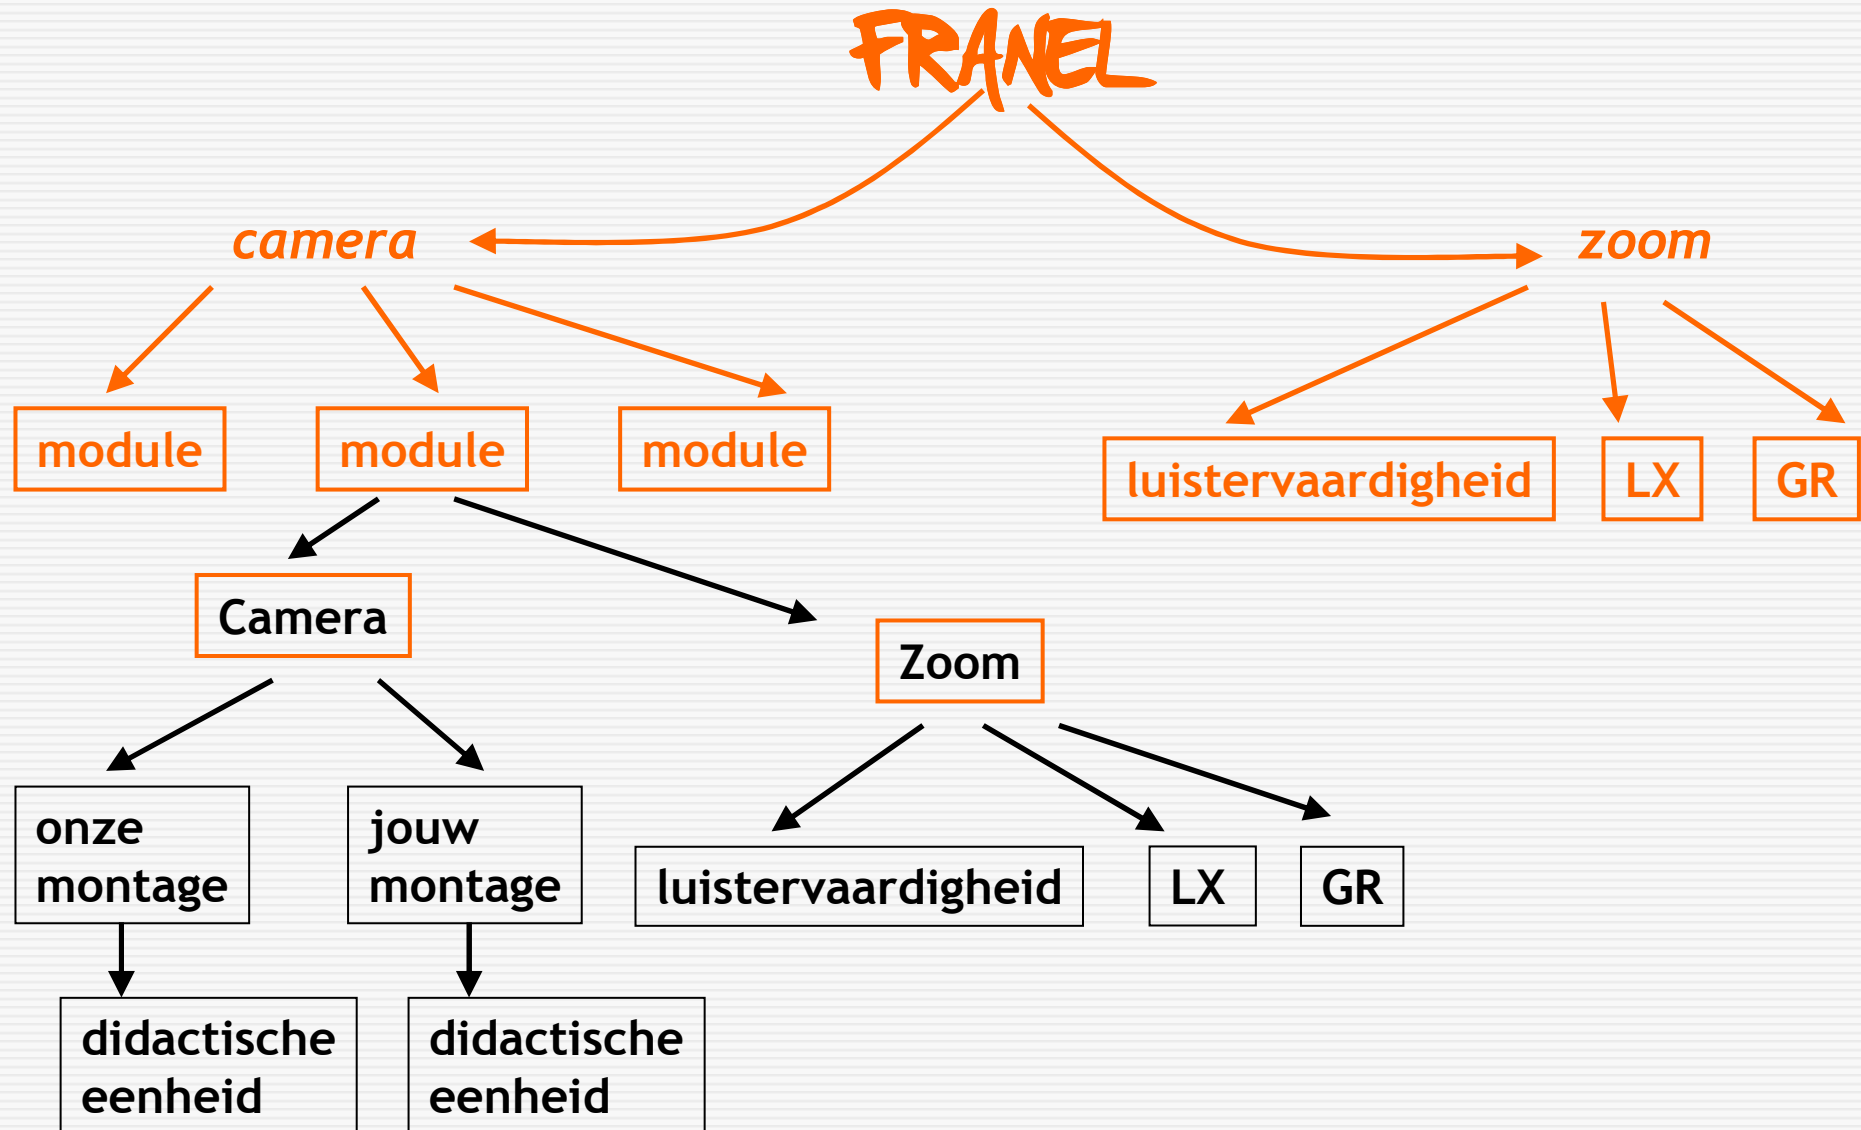 FRANEL
camera
zoom
module
module
module
luistervaardigheid
LX
GR
Camera
Zoom
onze
montage
jouw
montage
luistervaardigheid
LX
GR
didactische
eenheid
didactische
eenheid